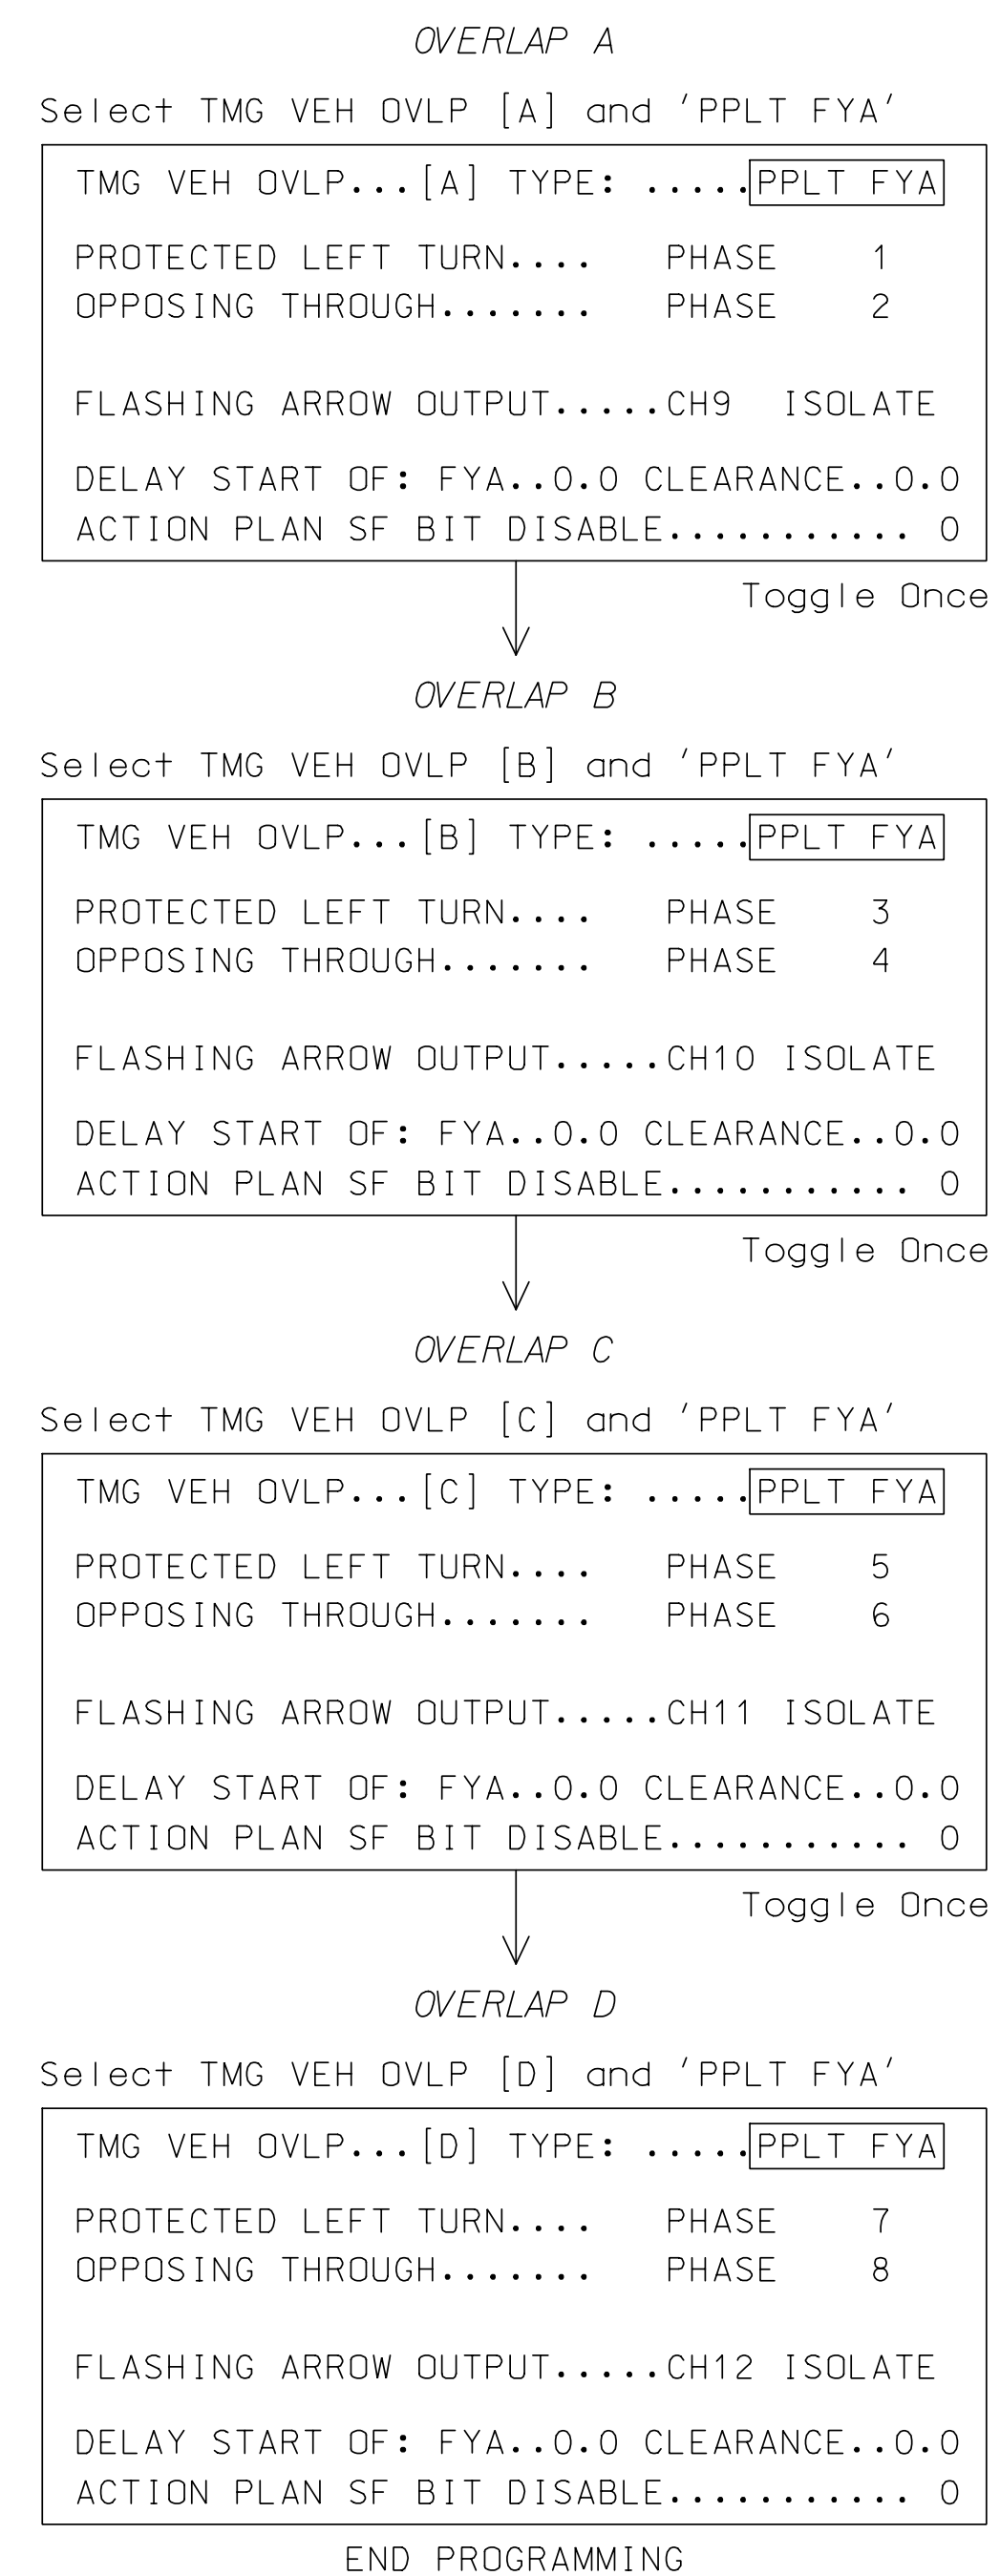 OVERLAP A
Select TMG VEH OVLP [A] and 'PPLT FYA'
TMG VEH OVLP...[A] TYPE: .....PPLT FYA
PROTECTED LEFT TURN.... PHASE 1
OPPOSING THROUGH....... PHASE 2
FLASHING ARROW OUTPUT.....CH9 ISOLATE
DELAY START OF: FYA..0.0 CLEARANCE..0.0
ACTION PLAN SF BIT DISABLE........... 0
Toggle Once
OVERLAP B
Select TMG VEH OVLP [B] and 'PPLT FYA'
TMG VEH OVLP...[B] TYPE: .....PPLT FYA
PROTECTED LEFT TURN.... PHASE 3
OPPOSING THROUGH....... PHASE 4
FLASHING ARROW OUTPUT.....CH10 ISOLATE
DELAY START OF: FYA..0.0 CLEARANCE..0.0
ACTION PLAN SF BIT DISABLE........... 0
Toggle Once
OVERLAP C
Select TMG VEH OVLP [C] and 'PPLT FYA'
TMG VEH OVLP...[C] TYPE: .....PPLT FYA
PROTECTED LEFT TURN.... PHASE 5
OPPOSING THROUGH....... PHASE 6
FLASHING ARROW OUTPUT.....CH11 ISOLATE
DELAY START OF: FYA..0.0 CLEARANCE..0.0
ACTION PLAN SF BIT DISABLE........... 0
Toggle Once
OVERLAP D
Select TMG VEH OVLP [D] and 'PPLT FYA'
TMG VEH OVLP...[D] TYPE: .....PPLT FYA
PROTECTED LEFT TURN.... PHASE 7
OPPOSING THROUGH....... PHASE 8
FLASHING ARROW OUTPUT.....CH12 ISOLATE
DELAY START OF: FYA..0.0 CLEARANCE..0.0
ACTION PLAN SF BIT DISABLE........... 0
END PROGRAMMING